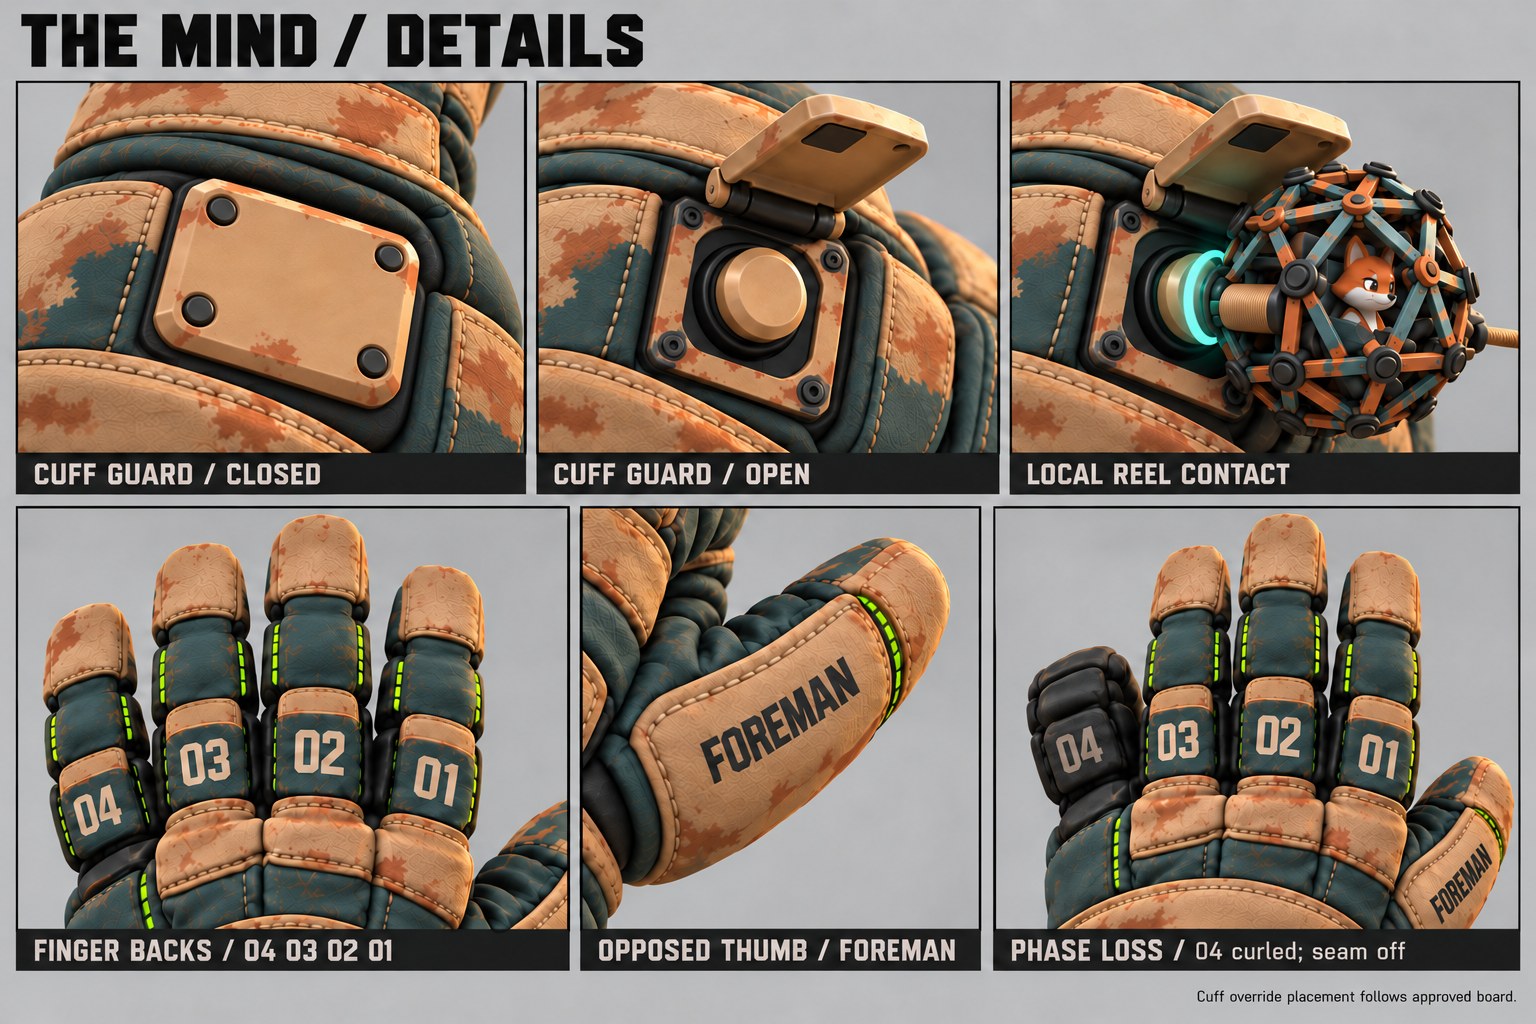 THE MIND / DETAILS
CUFF GUARD / CLOSED
CUFF GUARD / OPEN
LOCAL REEL CONTACT
04
03
02
01
FINGER BACKS / 04 03 02 01
FOREMAN
OPPOSED THUMB / FOREMAN
04
03
02
01
FOREMAN
PHASE LOSS / 04 curled; seam off
Cuff override placement follows approved board.